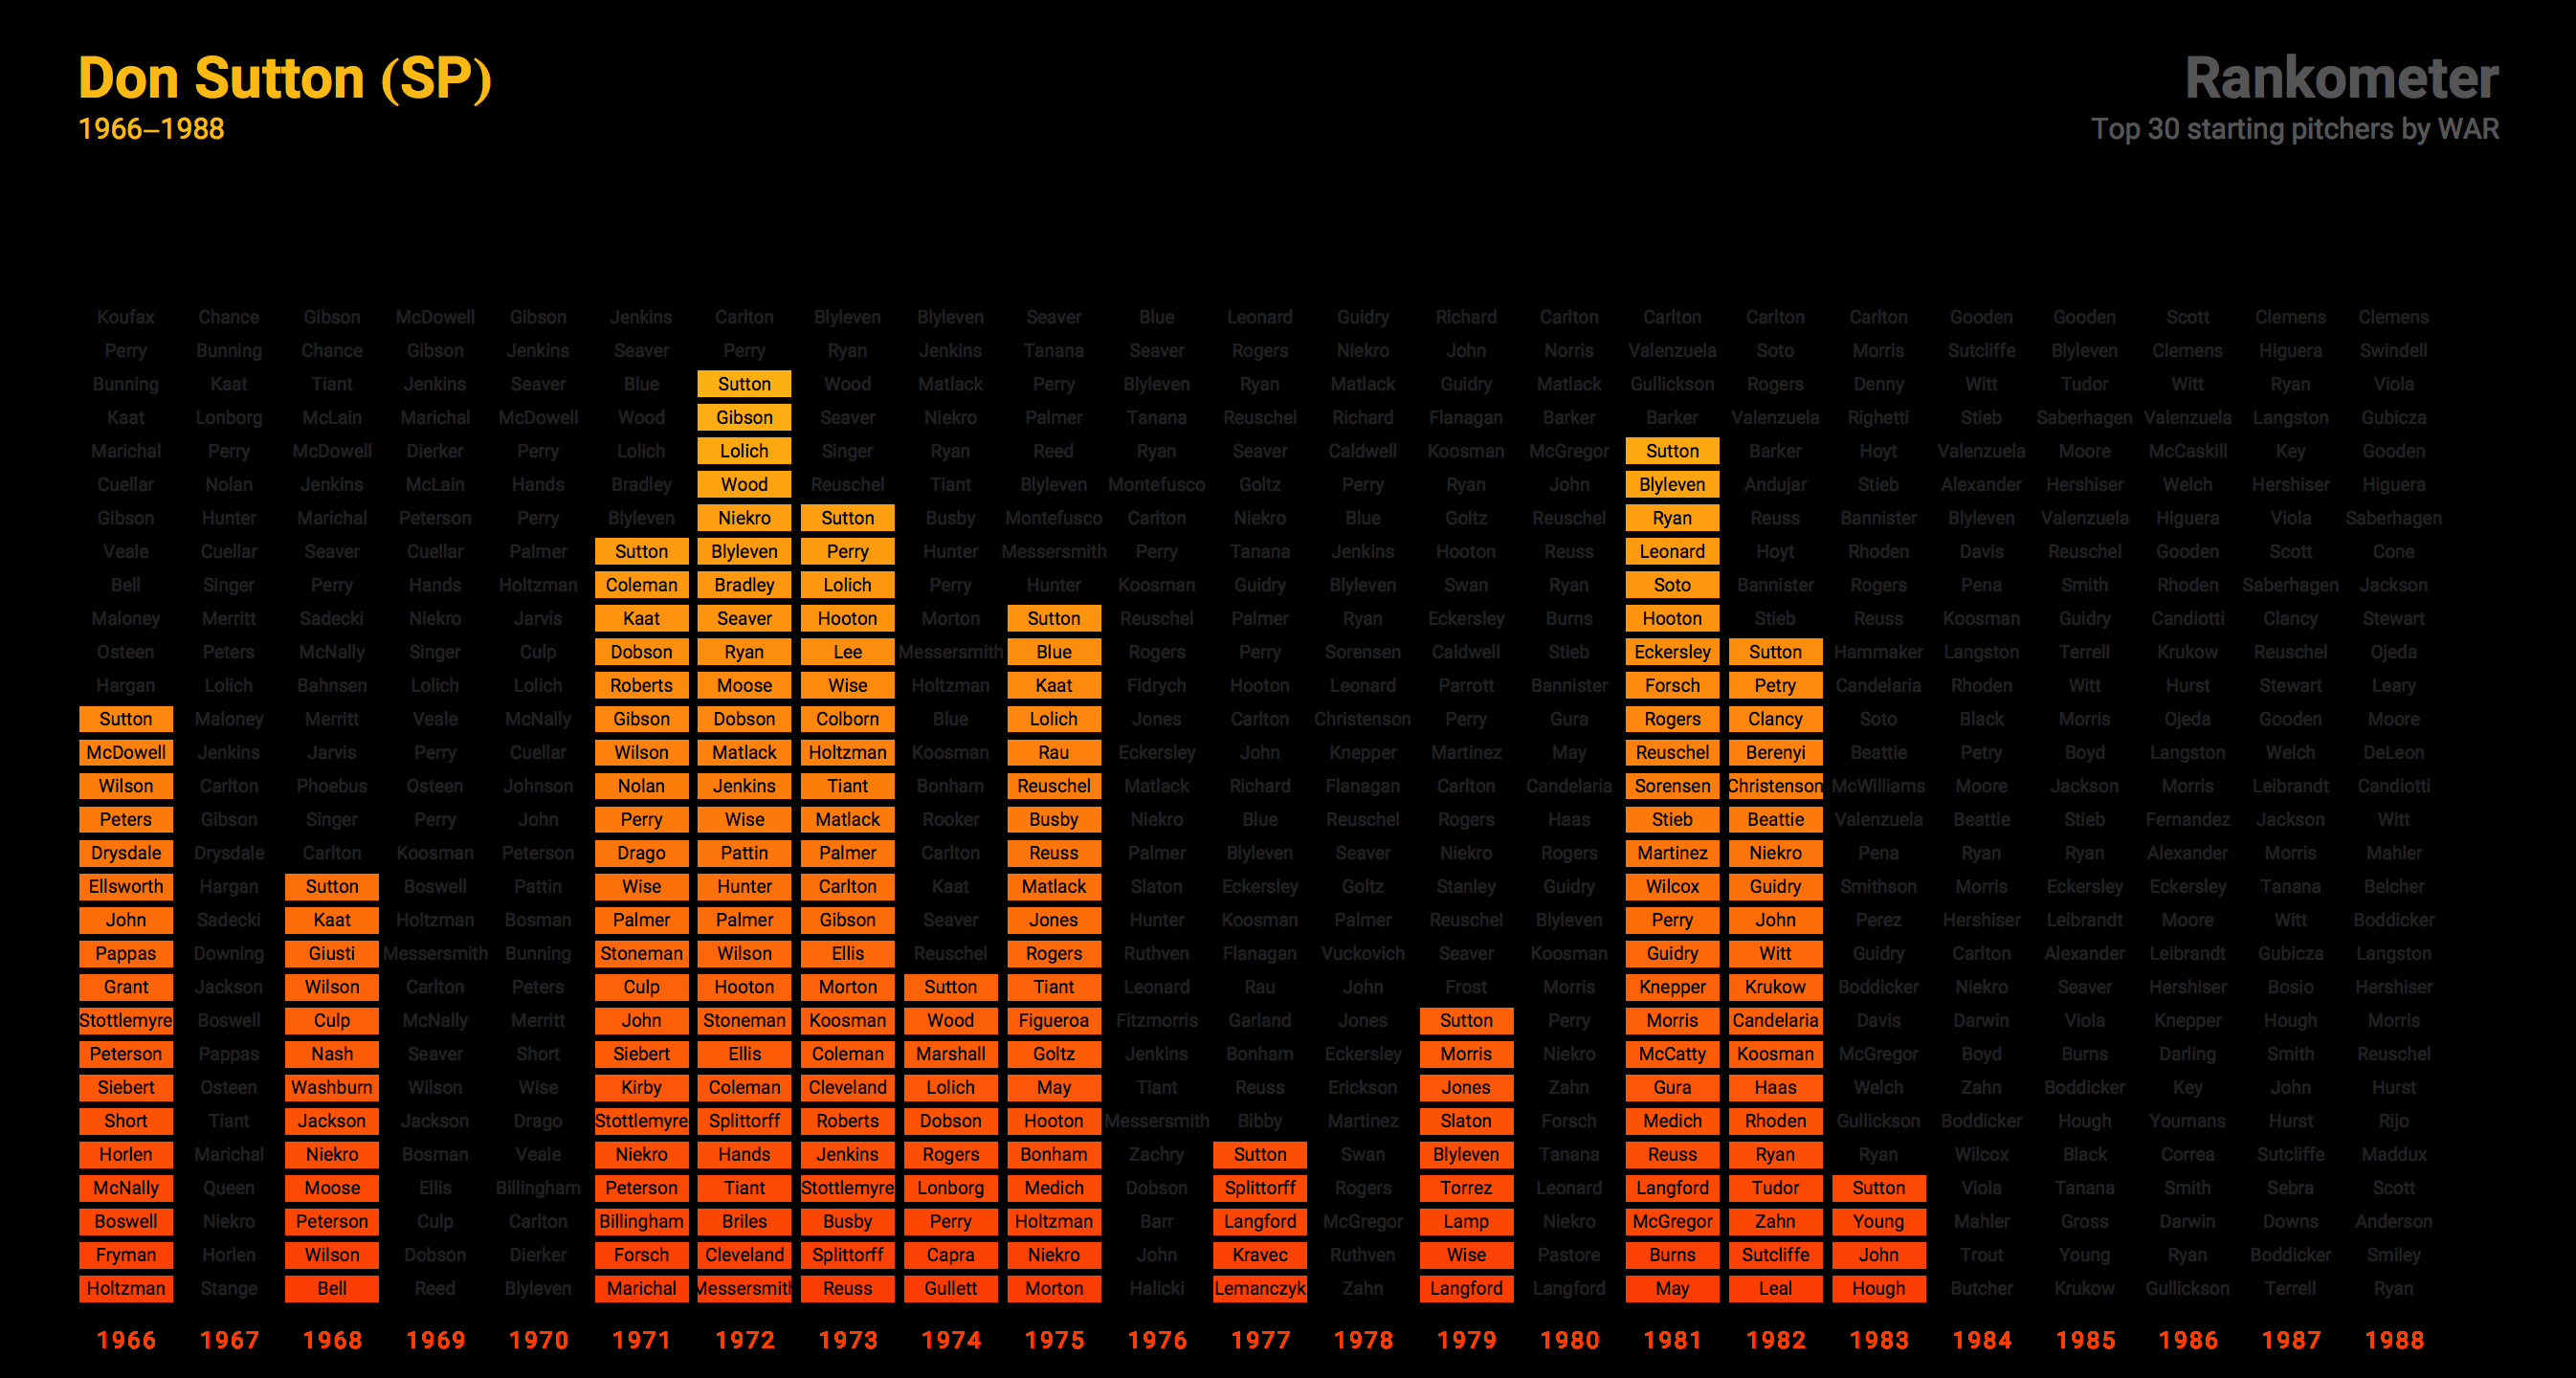 Don Sutton (SP)
1966–1988
Rankometer
Top 30 starting pitchers by WAR
Koufax Chance Gibson McDowell Gibson Jenkins Carlton Blyleven Blyleven Seaver Blue Leonard Guidry Richard Carlton Carlton Carlton Carlton Gooden Gooden Scott Clemens Clemens
Perry Bunning Chance Gibson Jenkins Seaver Perry Ryan Jenkins Tanana Seaver Rogers Niekro John Norris Valenzuela Soto Morris Sutcliffe Blyleven Clemens Higuera Swindell
Bunning Kaat Tiant Jenkins Seaver Blue Sutton Wood Matlack Perry Blyleven Ryan Matlack Guidry Matlack Gullickson Rogers Denny Witt Tudor Witt Ryan Viola
Kaat Lonborg McLain Marichal McDowell Wood Gibson Seaver Niekro Palmer Tanana Reuschel Richard Flanagan Barker Barker Valenzuela Righetti Stieb Saberhagen Valenzuela Langston Gubicza
Marichal Perry McDowell Dierker Perry Lolich Lolich Singer Ryan Reed Ryan Seaver Caldwell Koosman McGregor Sutton Barker Hoyt Valenzuela Moore McCaskill Key Gooden
Cuellar Nolan Jenkins McLain Hands Bradley Wood Reuschel Tiant Blyleven Montefusco Goltz Perry Ryan John Blyleven Andujar Stieb Alexander Hershiser Welch Hershiser Higuera
Gibson Hunter Marichal Peterson Perry Blyleven Niekro Sutton Busby Montefusco Carlton Niekro Blue Goltz Reuschel Ryan Reuss Bannister Blyleven Valenzuela Higuera Viola Saberhagen
Veale Cuellar Seaver Cuellar Palmer Sutton Blyleven Perry Hunter Messersmith Perry Tanana Jenkins Hooton Reuss Leonard Hoyt Rhoden Davis Reuschel Gooden Scott Cone
Bell Singer Perry Hands Holtzman Coleman Bradley Lolich Perry Hunter Koosman Guidry Blyleven Swan Ryan Soto Bannister Rogers Pena Smith Rhoden Saberhagen Jackson
Maloney Merritt Sadecki Niekro Jarvis Kaat Seaver Hooton Morton Sutton Reuschel Palmer Ryan Eckersley Burns Hooton Stieb Reuss Koosman Guidry Candiotti Clancy Stewart
Osteen Peters McNally Singer Culp Dobson Ryan Lee Messersmith Blue Rogers Perry Sorensen Caldwell Stieb Eckersley Sutton Hammaker Langston Terrell Krukow Reuschel Ojeda
Hargan Lolich Bahnsen Lolich Lolich Roberts Moose Wise Holtzman Kaat Fidrych Hooton Leonard Parrott Bannister Forsch Petry Candelaria Rhoden Witt Hurst Stewart Leary
Sutton Maloney Merritt Veale McNally Gibson Dobson Colborn Blue Lolich Jones Carlton Christenson Perry Gura Rogers Clancy Soto Black Morris Ojeda Gooden Moore
McDowell Jenkins Jarvis Perry Cuellar Wilson Matlack Holtzman Koosman Rau Eckersley John Knepper Martinez May Reuschel Berenyi Beattie Petry Boyd Langston Welch DeLeon
Wilson Carlton Phoebus Osteen Johnson Nolan Jenkins Tiant Bonham Reuschel Matlack Richard Flanagan Carlton Candelaria Sorensen Christenson McWilliams Moore Jackson Morris Leibrandt Candiotti
Peters Gibson Singer Perry John Perry Wise Matlack Rooker Busby Niekro Blue Reuschel Rogers Haas Stieb Beattie Valenzuela Beattie Stieb Fernandez Jackson Witt
Drysdale Drysdale Carlton Koosman Peterson Drago Pattin Palmer Carlton Reuss Palmer Blyleven Seaver Niekro Rogers Martinez Niekro Pena Ryan Ryan Alexander Morris Mahler
Ellsworth Hargan Sutton Boswell Pattin Wise Hunter Carlton Kaat Matlack Slaton Eckersley Goltz Stanley Guidry Wilcox Guidry Smithson Morris Eckersley Eckersley Tanana Belcher
John Sadecki Kaat Holtzman Bosman Palmer Palmer Gibson Seaver Jones Hunter Koosman Palmer Reuschel Blyleven Perry John Perez Hershiser Leibrandt Moore Witt Boddicker
Pappas Downing Giusti Messersmith Bunning Stoneman Wilson Ellis Reuschel Rogers Ruthven Flanagan Vuckovich Seaver Koosman Guidry Witt Guidry Carlton Alexander Leibrandt Gubicza Langston
Grant Jackson Wilson Carlton Peters Culp Hooton Morton Sutton Tiant Leonard Rau John Frost Morris Knepper Krukow Boddicker Niekro Seaver Hershiser Bosio Hershiser
Stottlemyre Boswell Culp McNally Merritt John Stoneman Koosman Wood Figueroa Fitzmorris Garland Jones Sutton Perry Morris Candelaria Davis Darwin Viola Knepper Hough Morris
Peterson Pappas Nash Seaver Short Siebert Ellis Coleman Marshall Goltz Jenkins Bonham Eckersley Morris Niekro McCatty Koosman McGregor Boyd Burns Darling Smith Reuschel
Siebert Osteen Washburn Wilson Wise Kirby Coleman Cleveland Lolich May Tiant Reuss Erickson Jones Zahn Gura Haas Welch Zahn Boddicker Key John Hurst
Short Tiant Jackson Jackson Drago Stottlemyre Splittorff Roberts Dobson Hooton Messersmith Bibby Martinez Slaton Forsch Medich Rhoden Gullickson Boddicker Hough Youmans Hurst Rijo
Horlen Marichal Niekro Bosman Veale Niekro Hands Jenkins Rogers Bonham Zachry Sutton Swan Blyleven Tanana Reuss Ryan Ryan Wilcox Black Correa Sutcliffe Maddux
McNally Queen Moose Ellis Billingham Peterson Tiant Stottlemyre Lonborg Medich Dobson Splittorff Rogers Torrez Leonard Langford Tudor Sutton Viola Tanana Smith Sebra Scott
Boswell Niekro Peterson Culp Carlton Billingham Briles Busby Perry Holtzman Barr Langford McGregor Lamp Niekro McGregor Zahn Young Mahler Gross Darwin Downs Anderson
Fryman Horlen Wilson Dobson Dierker Forsch Cleveland Splittorff Capra Niekro John Kravec Ruthven Wise Pastore Burns Sutcliffe John Trout Young Ryan Boddicker Smiley
Holtzman Stange Bell Reed Blyleven Marichal Messersmith Reuss Gullett Morton Halicki Lemanczyk Zahn Langford Langford May Leal Hough Butcher Krukow Gullickson Terrell Ryan
1966 1967 1968 1969 1970 1971 1972 1973 1974 1975 1976 1977 1978 1979 1980 1981 1982 1983 1984 1985 1986 1987 1988